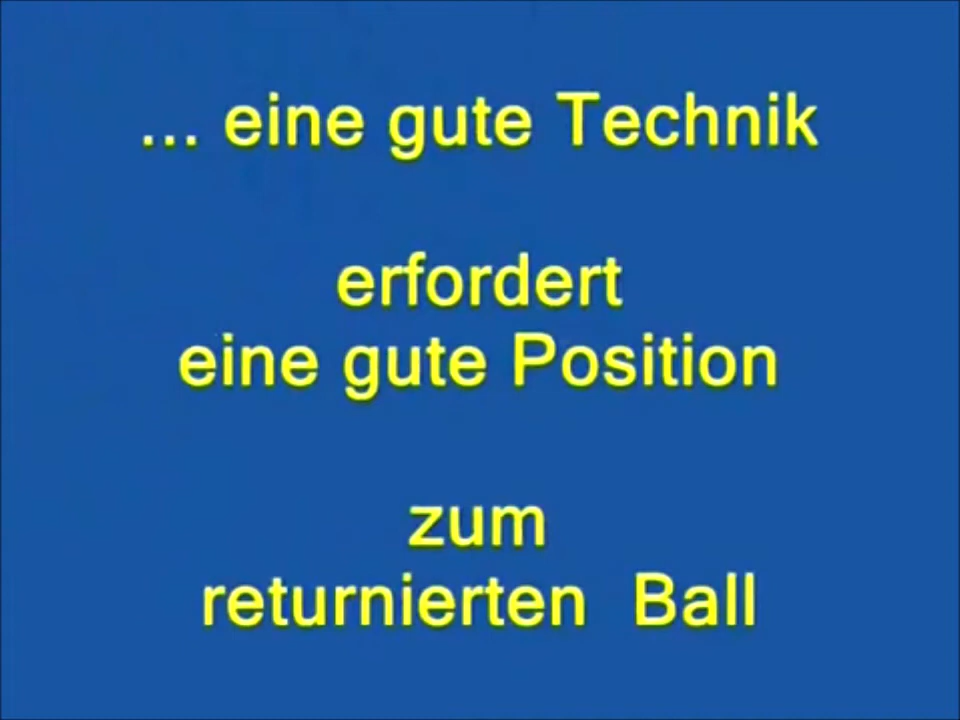 ... eine gute Technik
erfordert
eine gute Position
zum
returnierten Ball